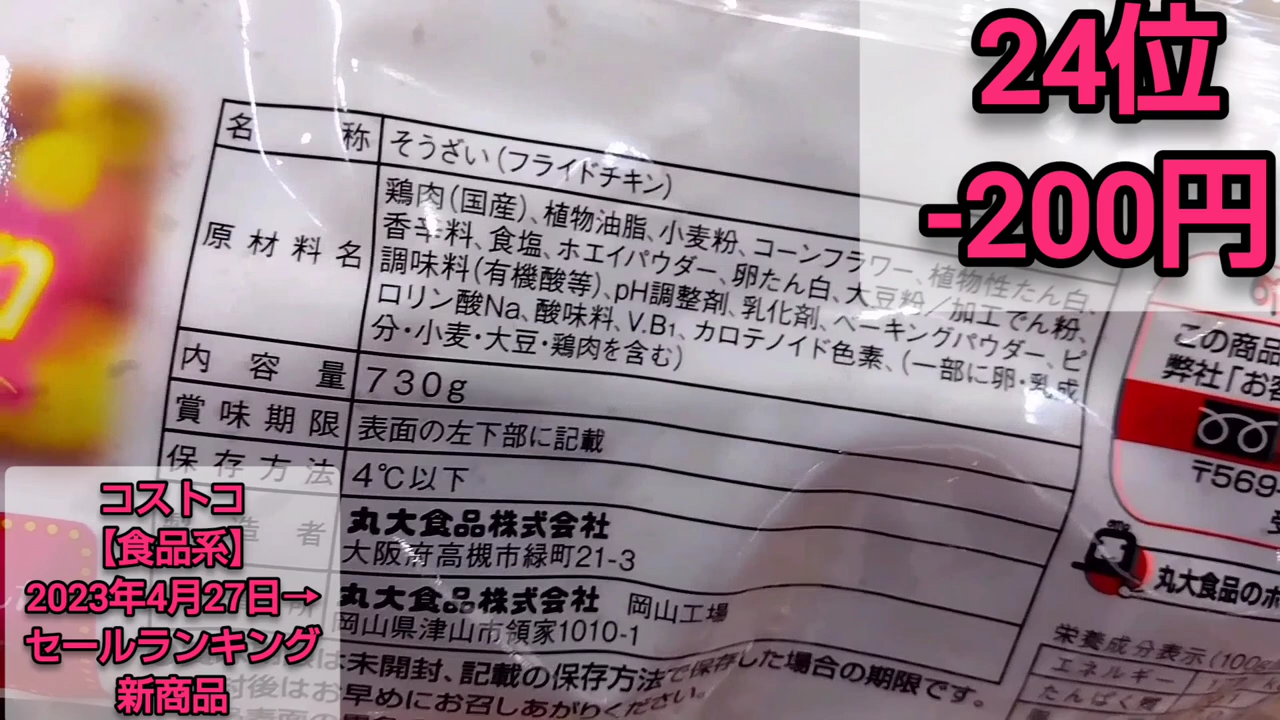 24位
-200円
名称 そうざい(フライドチキン)
原材料名 鶏肉(国産)、植物油脂、小麦粉、コーンフラワー、植物性たん白、
香辛料、食塩、ホエイパウダー、卵たん白、大豆粉/加工でん粉、
調味料(有機酸等)、pH調整剤、乳化剤、ベーキングパウダー、ピ
ロリン酸Na、酸味料、V.B₁、カロテノイド色素、(一部に卵・乳成
分・小麦・大豆・鶏肉を含む)
内容量 730g
賞味期限 表面の左下部に記載
保存方法 4℃以下
製造者 丸大食品株式会社
大阪府高槻市緑町21-3
丸大食品株式会社 岡山工場
岡山県津山市領家1010-1
は未開封、記載の保存方法で保存した場合の期限です。
封後はお早めにお召しあがりください。
この商品
弊社「お客
〒569
丸大食品のホ
栄養成分表示(100g
エネルギー
たんぱく質
コストコ
【食品系】
2023年4月27日→
セールランキング
新商品